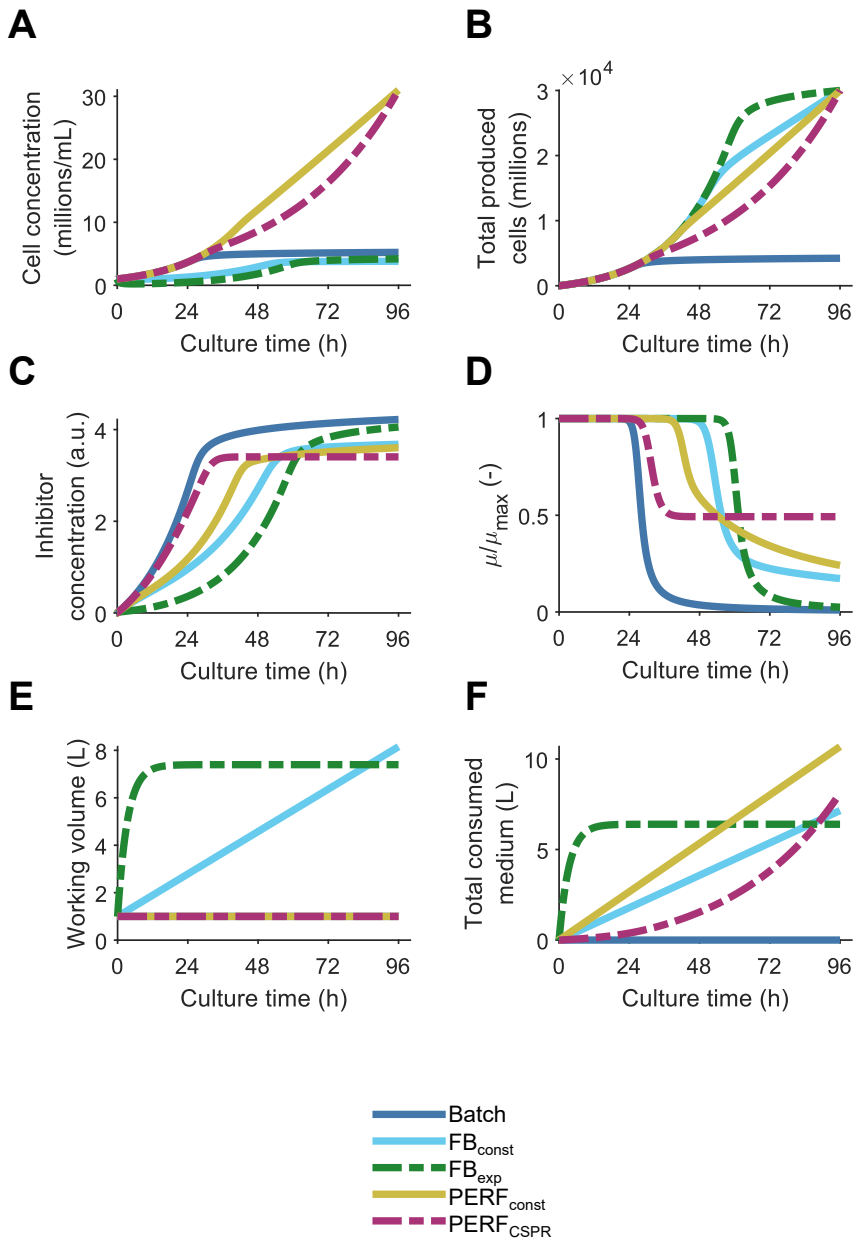 A
B
Cell concentration
(millions/mL)
30
20
10
0
0 24 48 72 96
Culture time (h)
Total produced
cells (millions)
×10⁴
3
2
1
0
0 24 48 72 96
Culture time (h)
C
D
Inhibitor
concentration (a.u.)
4
2
0
0 24 48 72 96
Culture time (h)
μ/μmax (-)
1
0.5
0
0 24 48 72 96
Culture time (h)
E
F
Working volume (L)
8
6
4
2
0
0 24 48 72 96
Culture time (h)
Total consumed
medium (L)
10
5
0
0 24 48 72 96
Culture time (h)
Batch
FBconst
FBexp
PERFconst
PERFCSPR